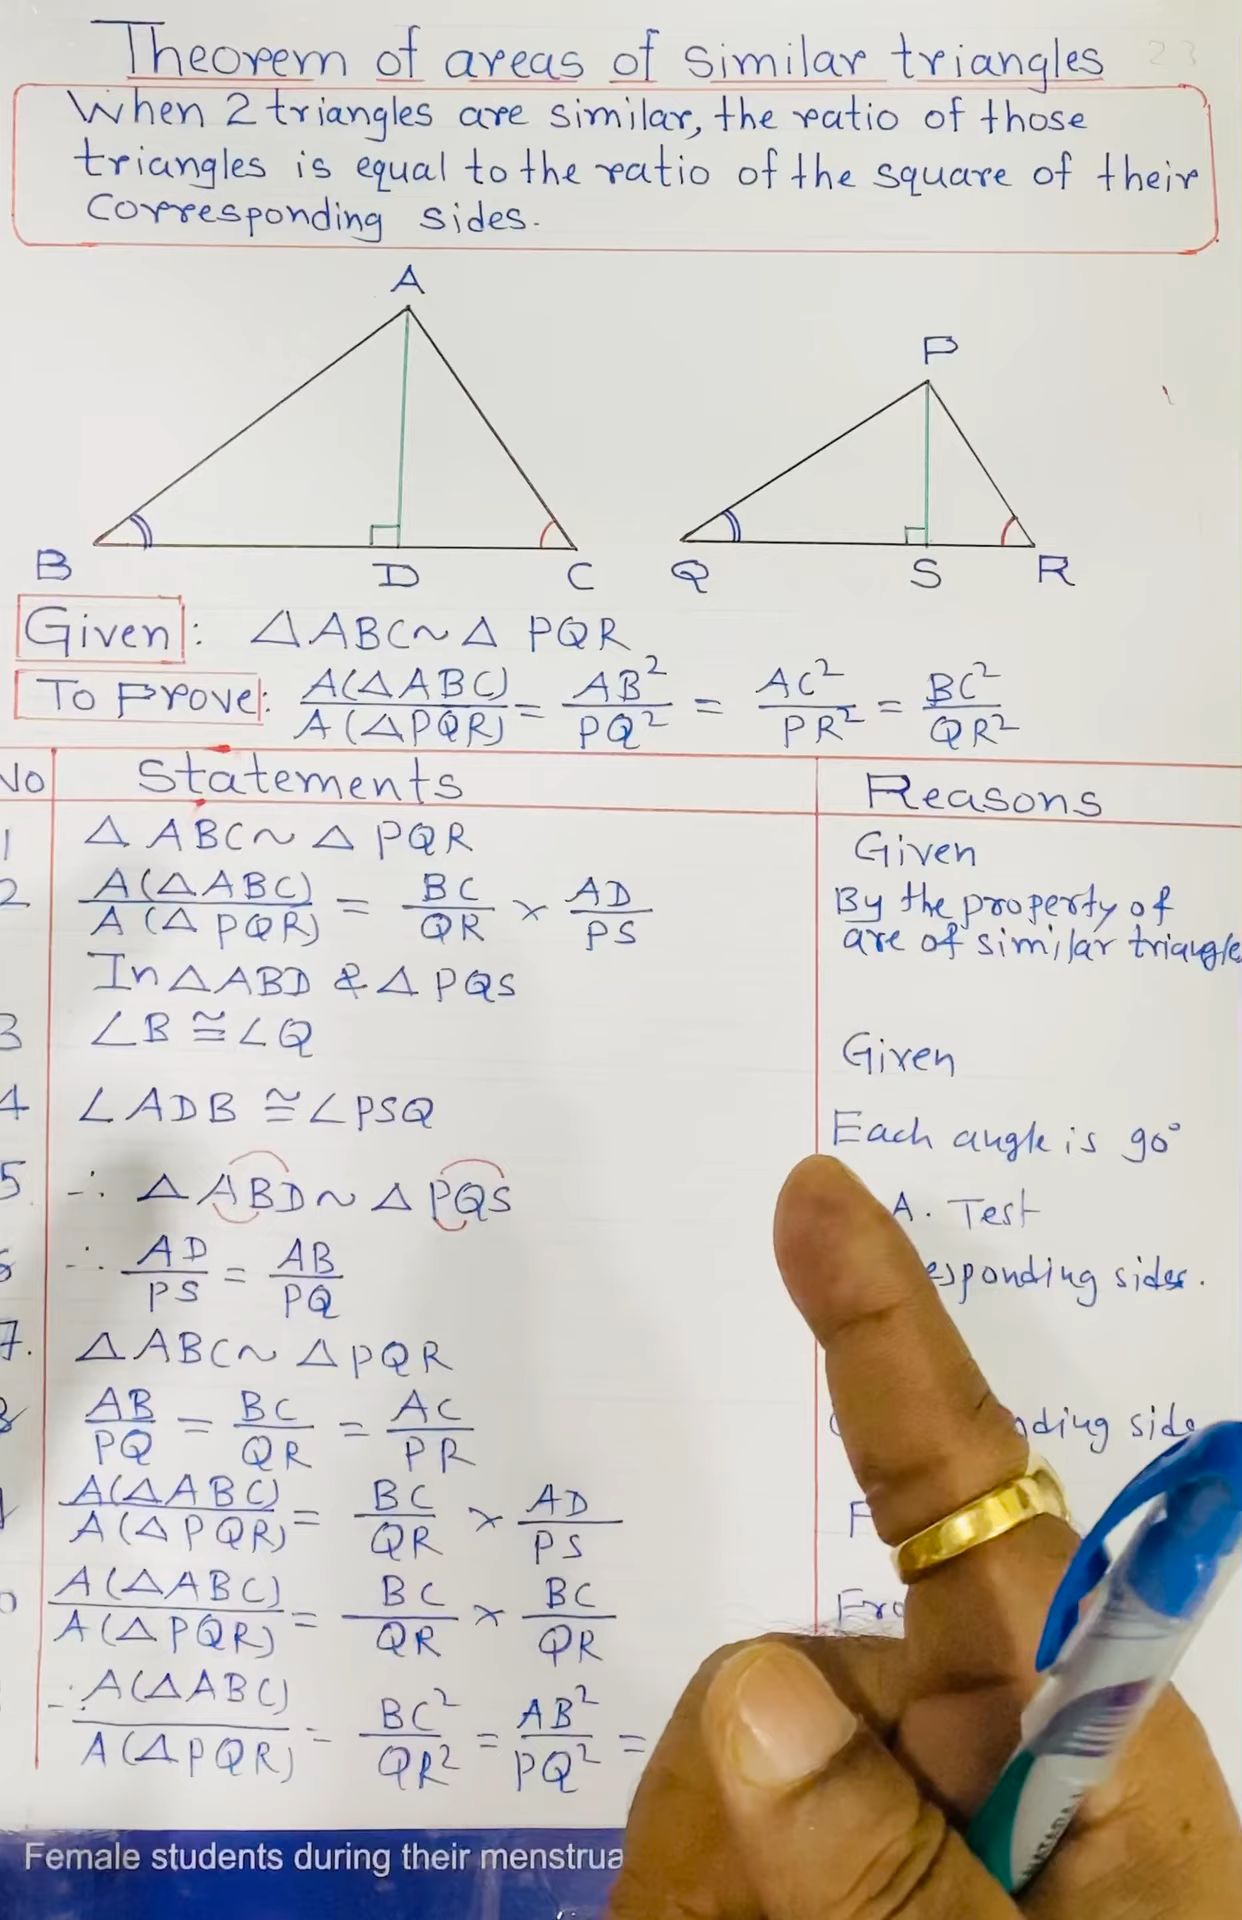 Theorem of areas of similar triangles
When 2 triangles are similar, the ratio of those
triangles is equal to the ratio of the square of their
Corresponding sides.
A
P
B D C Q S R
Given : △ABC ~ △ PQR
To Prove : A(△ABC)/A(△PQR) = AB²/PQ² = AC²/PR² = BC²/QR²
No Statements Reasons
1 △ ABC ~ △ PQR Given
2 A(△ABC)/A(△PQR) = BC/QR × AD/PS By the property of
are of similar triangle
In △ABD & △ PQS
3 ∠B ≅ ∠Q Given
4 ∠ADB ≅ ∠PSQ Each angle is 90°
5 ∴ △ABD ~ △ PQS A. Test
6 ∴ AD/PS = AB/PQ sponding sides.
7. △ABC ~ △PQR
8 AB/PQ = BC/QR = AC/PR nding side
A(△ABC)/A(△PQR) = BC/QR × AD/PS
A(△ABC)/A(△PQR) = BC/QR × BC/QR
∴ A(△ABC)/A(△PQR) = BC²/QR² = AB²/PQ² =
Female students during their menstrua